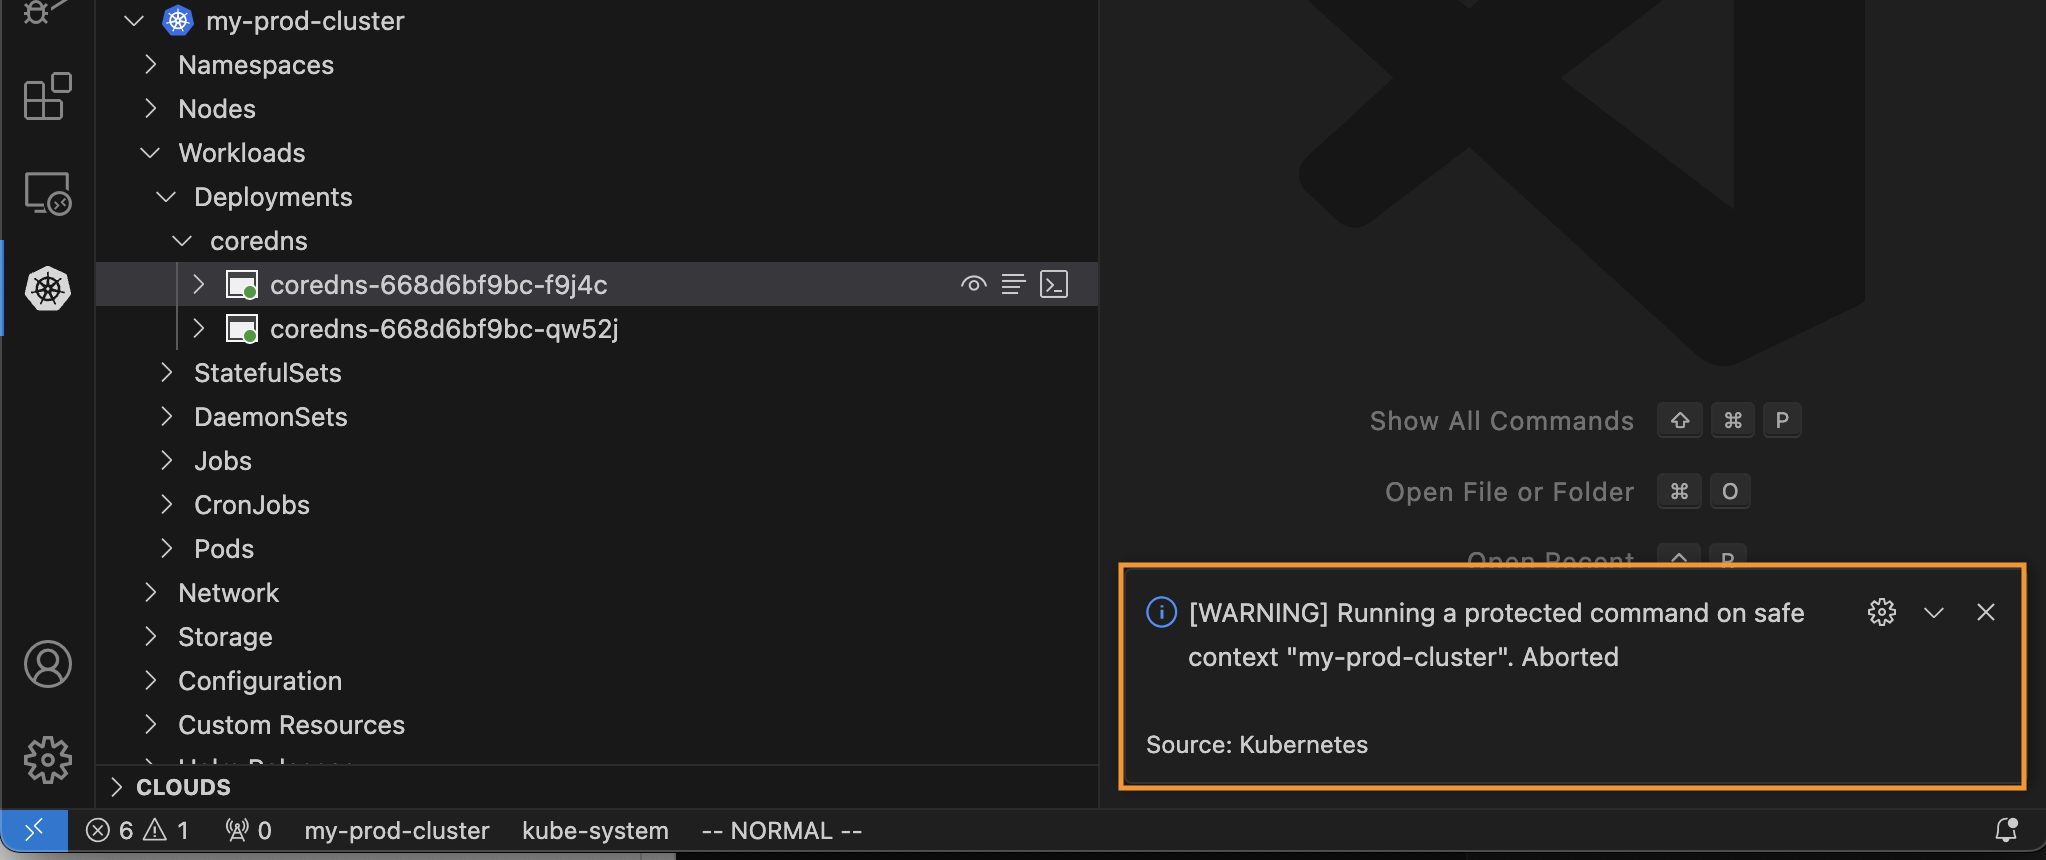 my-prod-cluster
Namespaces
Nodes
Workloads
Deployments
coredns
coredns-668d6bf9bc-f9j4c
coredns-668d6bf9bc-qw52j
StatefulSets
DaemonSets
Jobs
CronJobs
Pods
Network
Storage
Configuration
Custom Resources
CLOUDS
Show All Commands ⇧ ⌘ P
Open File or Folder ⌘ O
Open Recent ^ R
[WARNING] Running a protected command on safe
context "my-prod-cluster". Aborted
Source: Kubernetes
6 1 0 my-prod-cluster kube-system -- NORMAL --